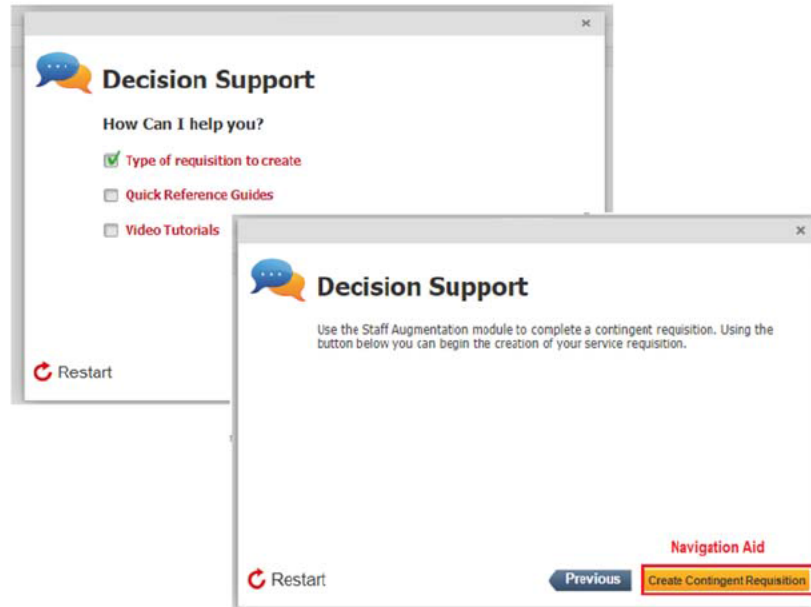 Decision Support
How Can I help you?
Type of requisition to create
Quick Reference Guides
Video Tutorials
Restart
Decision Support
Use the Staff Augmentation module to complete a contingent requisition. Using the
button below you can begin the creation of your service requisition.
Navigation Aid
Restart
Previous
Create Contingent Requisition